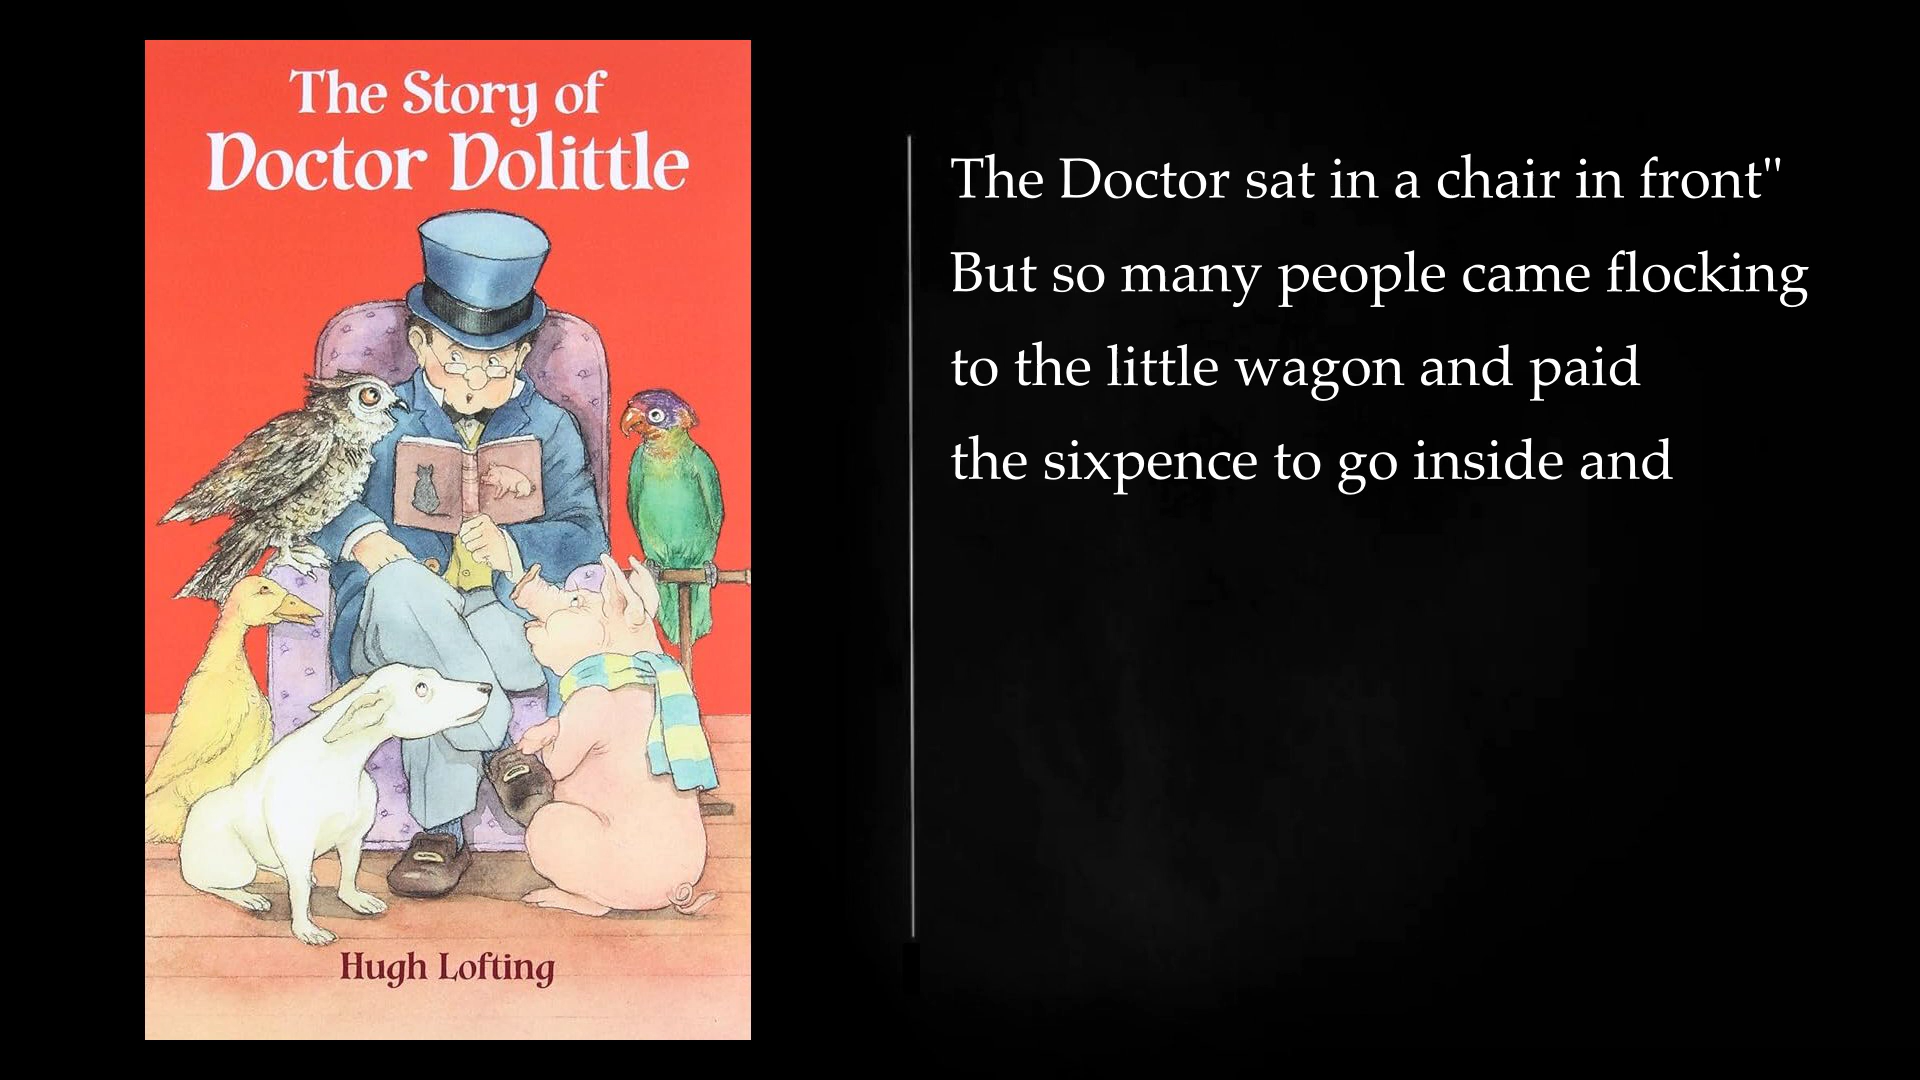 The Story of
Doctor Dolittle
Hugh Lofting
The Doctor sat in a chair in front"
But so many people came flocking
to the little wagon and paid
the sixpence to go inside and